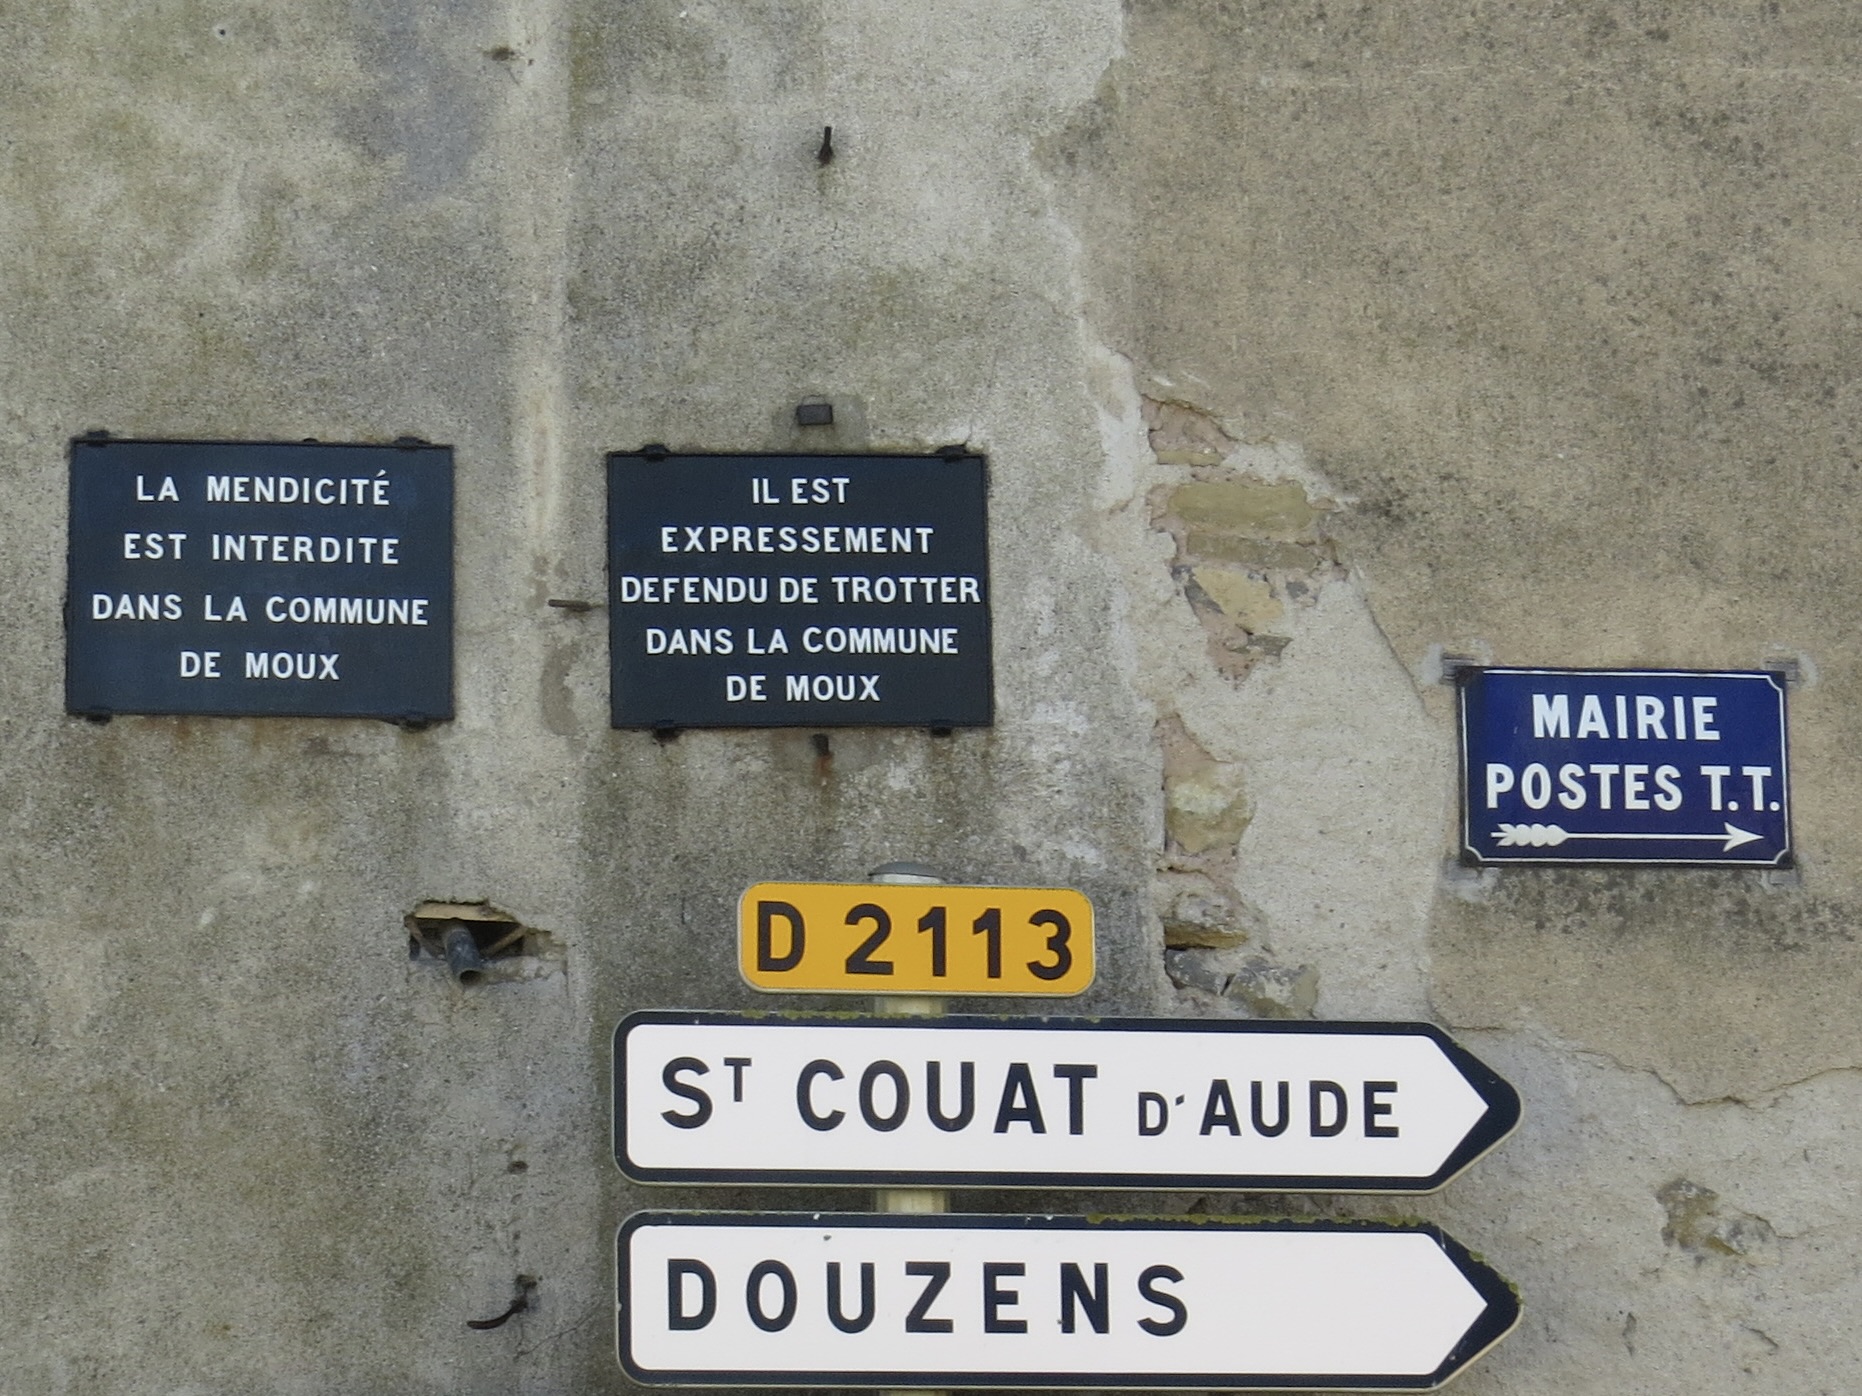 LA MENDICITÉ
EST INTERDITE
DANS LA COMMUNE
DE MOUX
IL EST
EXPRESSEMENT
DEFENDU DE TROTTER
DANS LA COMMUNE
DE MOUX
MAIRIE
POSTES T.T.
D 2113
ST COUAT D'AUDE
DOUZENS